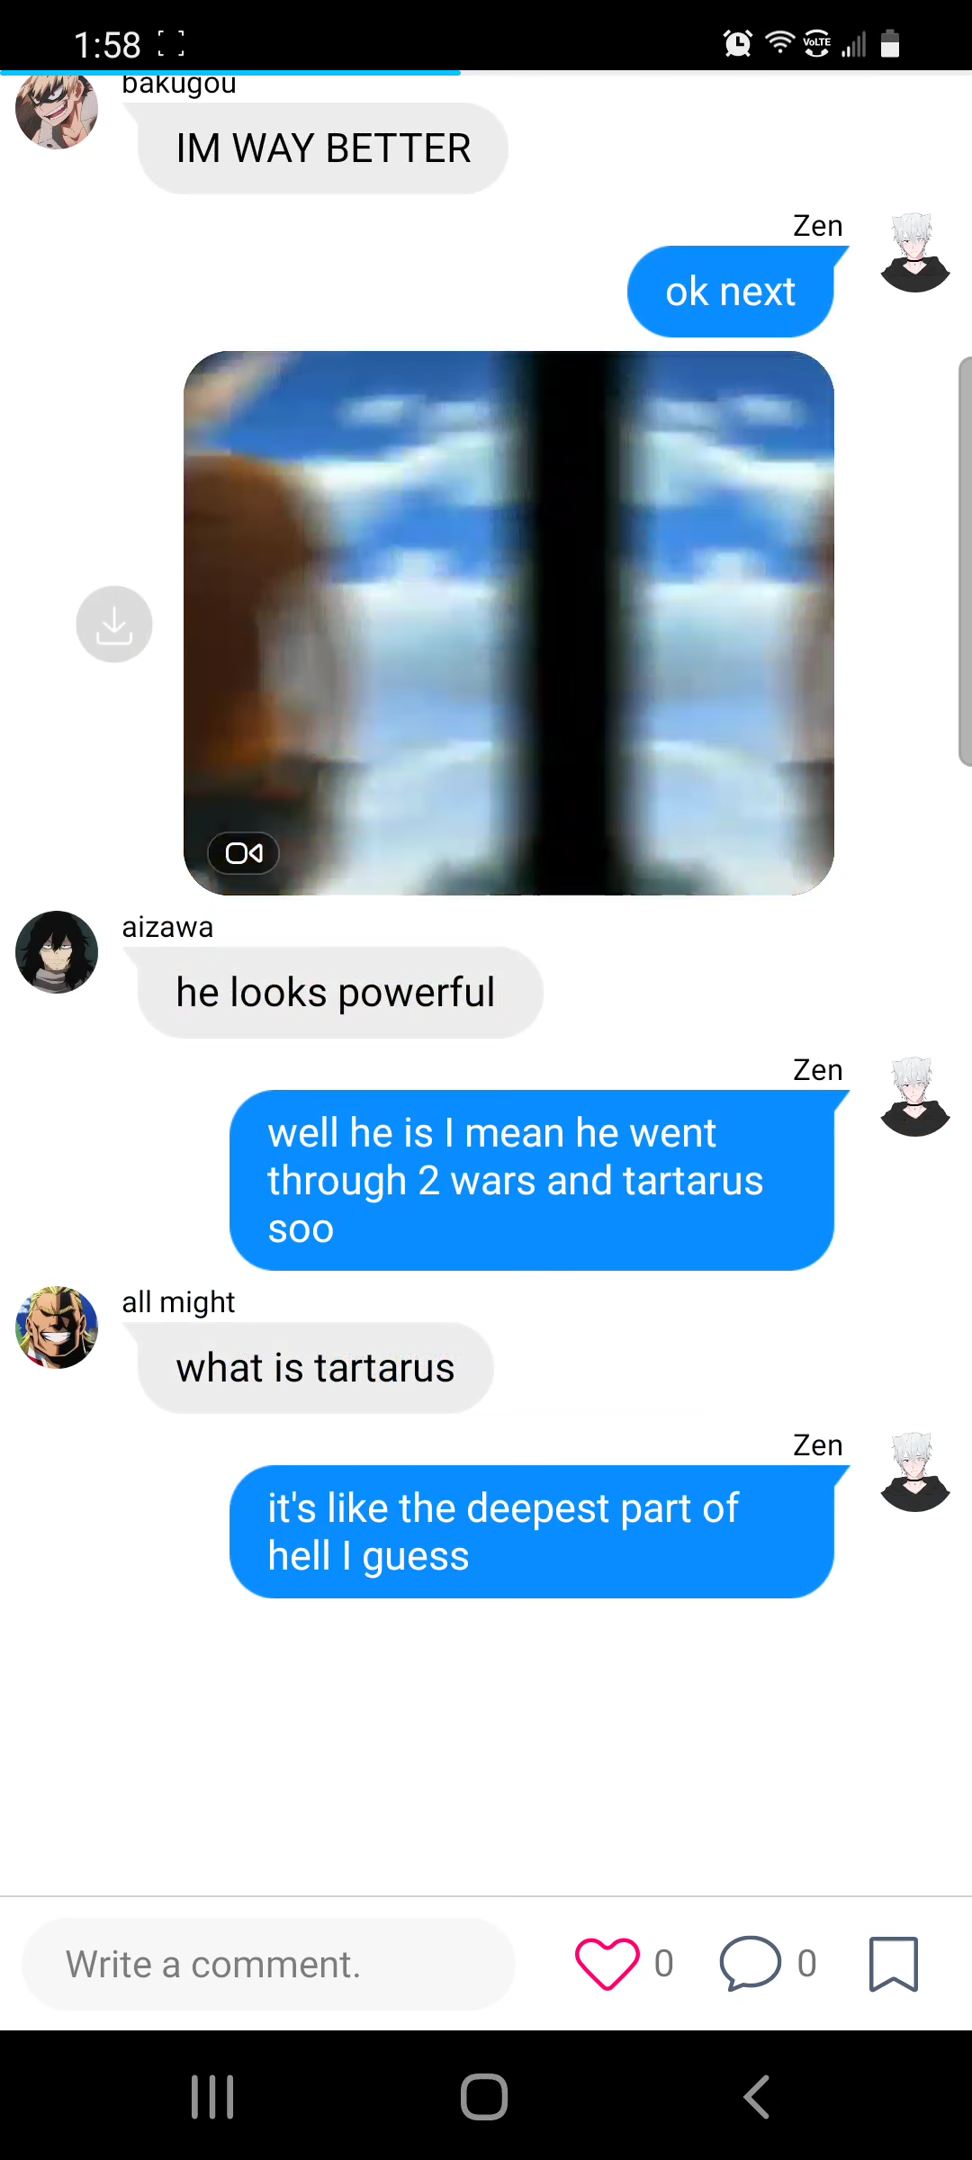 1:58
VoLTE
bakugou
IM WAY BETTER
Zen
ok next
aizawa
he looks powerful
Zen
well he is I mean he went
through 2 wars and tartarus
soo
all might
what is tartarus
Zen
it's like the deepest part of
hell I guess
Write a comment.
0
0